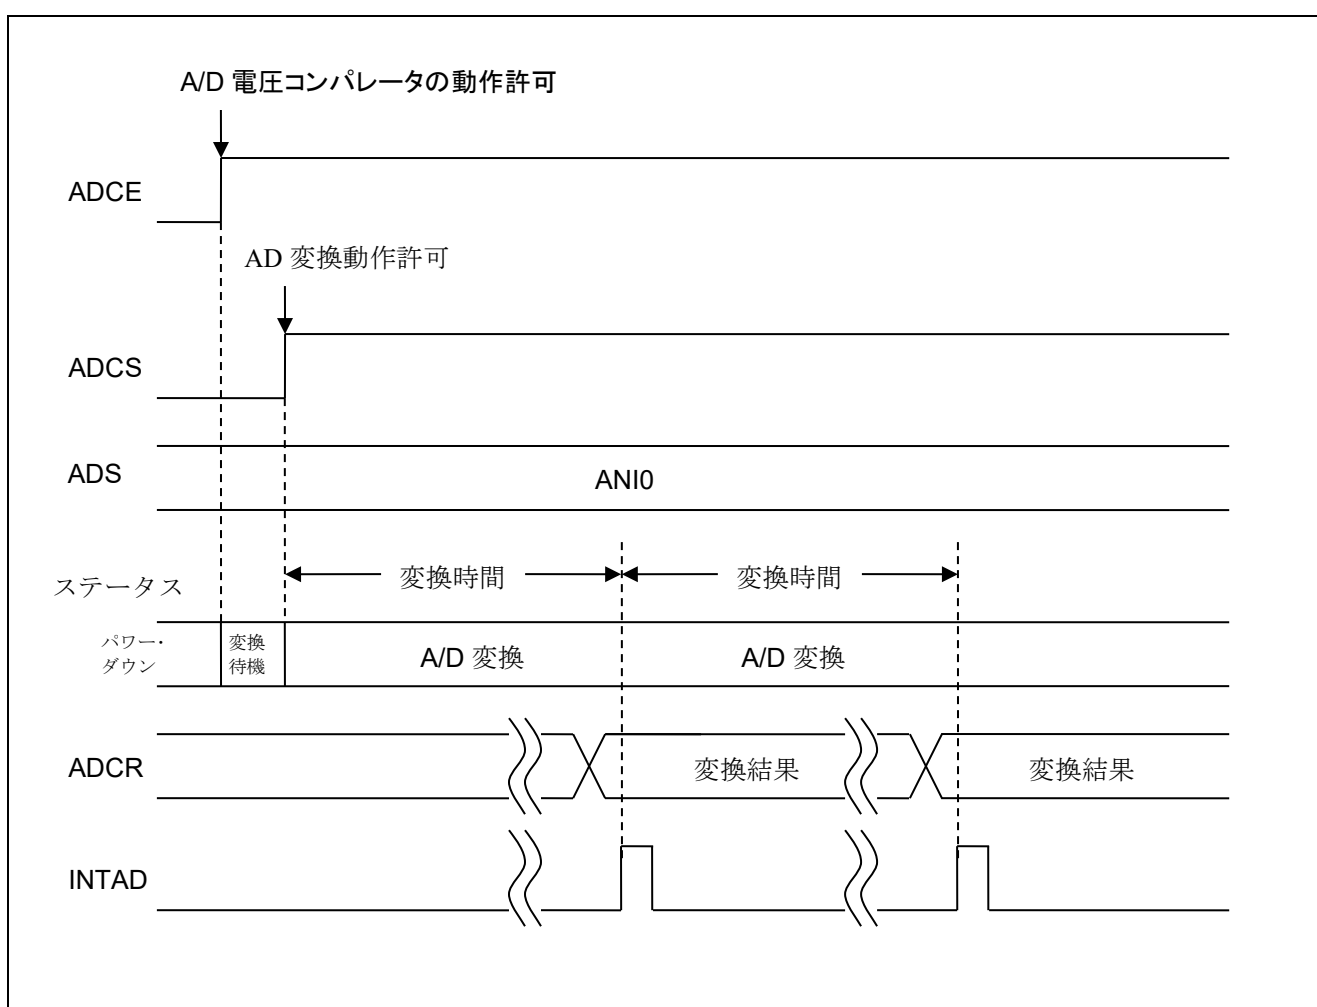 A/D 電圧コンパレータの動作許可
ADCE
AD 変換動作許可
ADCS
ADS
ANI0
ステータス
変換時間
変換時間
パワー・
ダウン
変換
待機
A/D 変換
A/D 変換
ADCR
変換結果
変換結果
INTAD